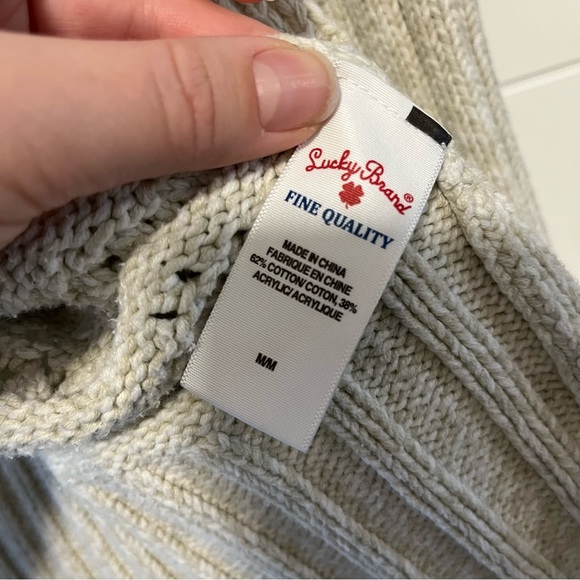 Lucky Brand®
FINE QUALITY
MADE IN CHINA
FABRIQUE EN CHINE
62% COTTON/COTON, 38%
ACRYLIC/ACRYLIQUE
M/M